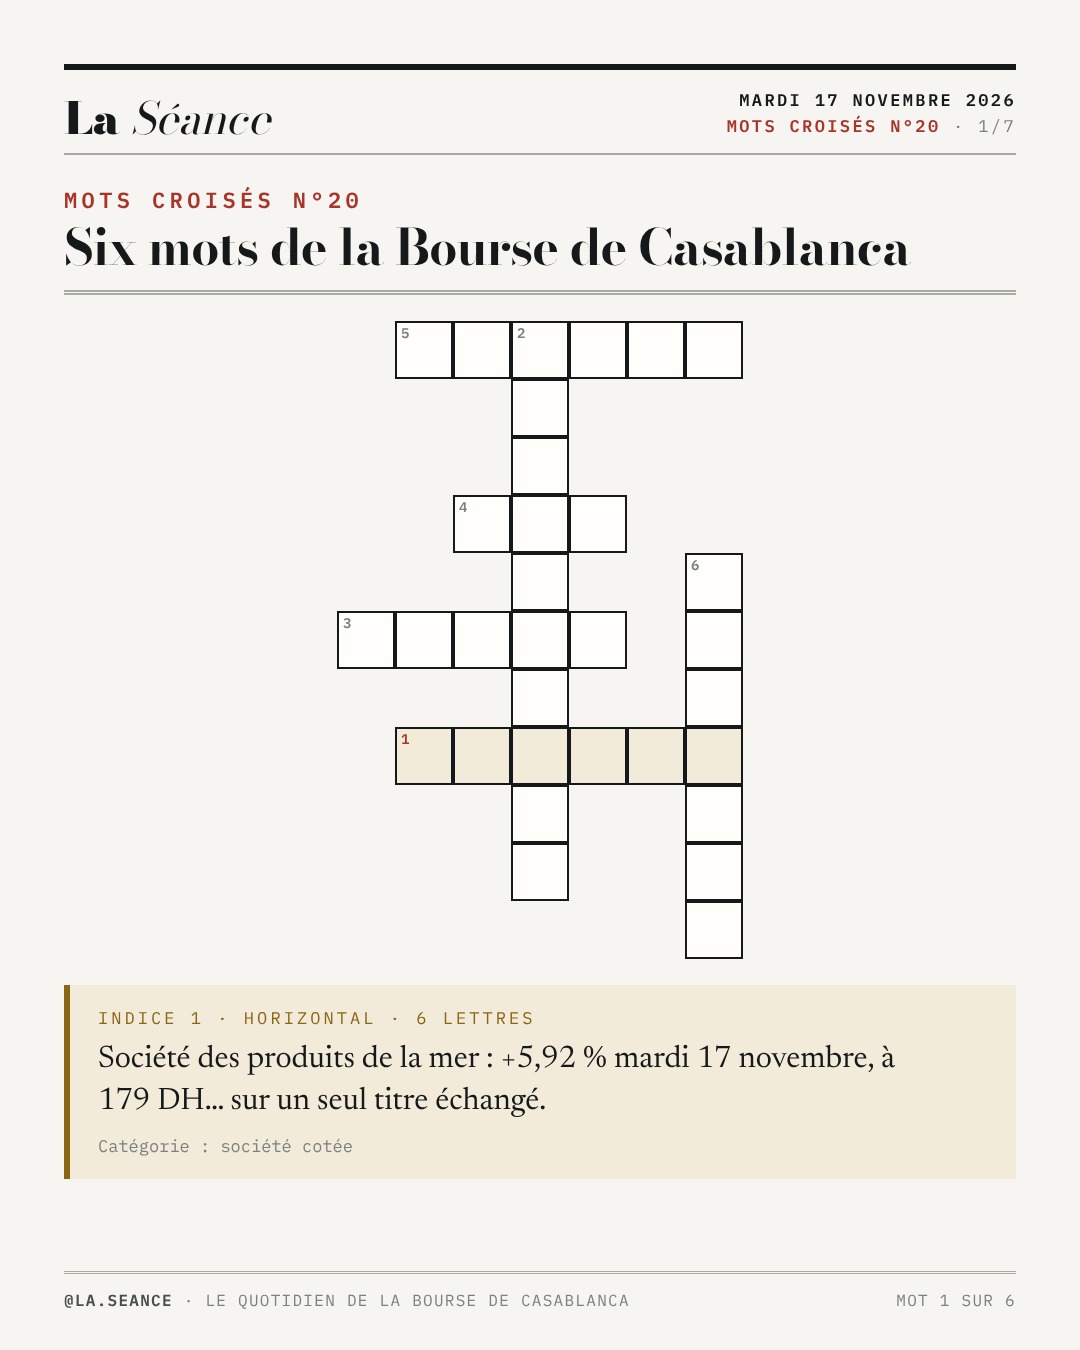 La Séance
MARDI 17 NOVEMBRE 2026
MOTS CROISÉS N°20 · 1/7
MOTS CROISÉS N°20
Six mots de la Bourse de Casablanca
5 2
4
6
3
1
INDICE 1 · HORIZONTAL · 6 LETTRES
Société des produits de la mer : +5,92 % mardi 17 novembre, à
179 DH… sur un seul titre échangé.
Catégorie : société cotée
@LA.SEANCE · LE QUOTIDIEN DE LA BOURSE DE CASABLANCA
MOT 1 SUR 6